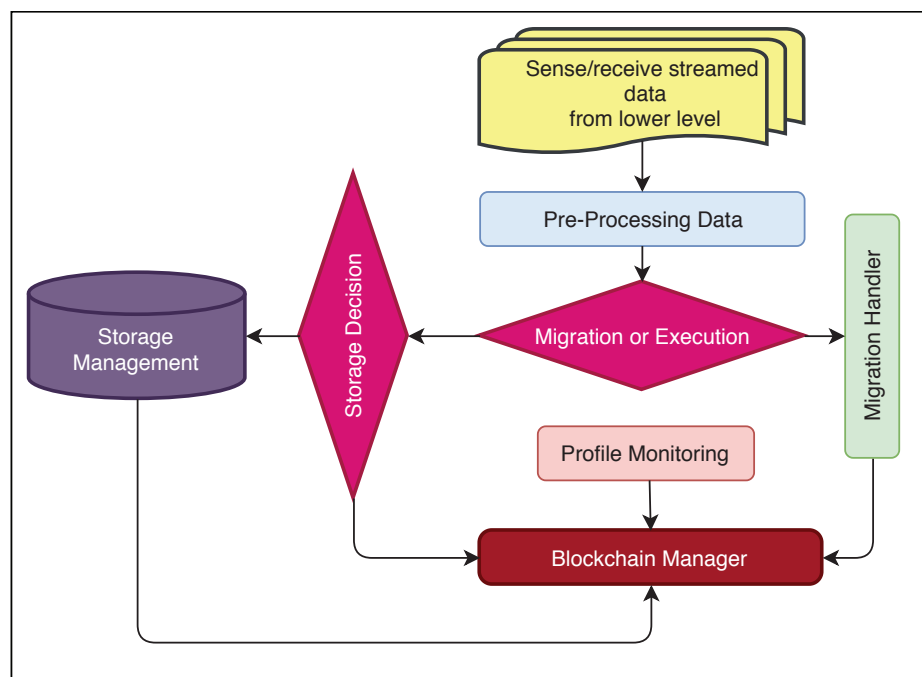 Sense/receive streamed
data
from lower level
Pre-Processing Data
Migration or Execution
Migration Handler
Storage Decision
Storage
Management
Profile Monitoring
Blockchain Manager